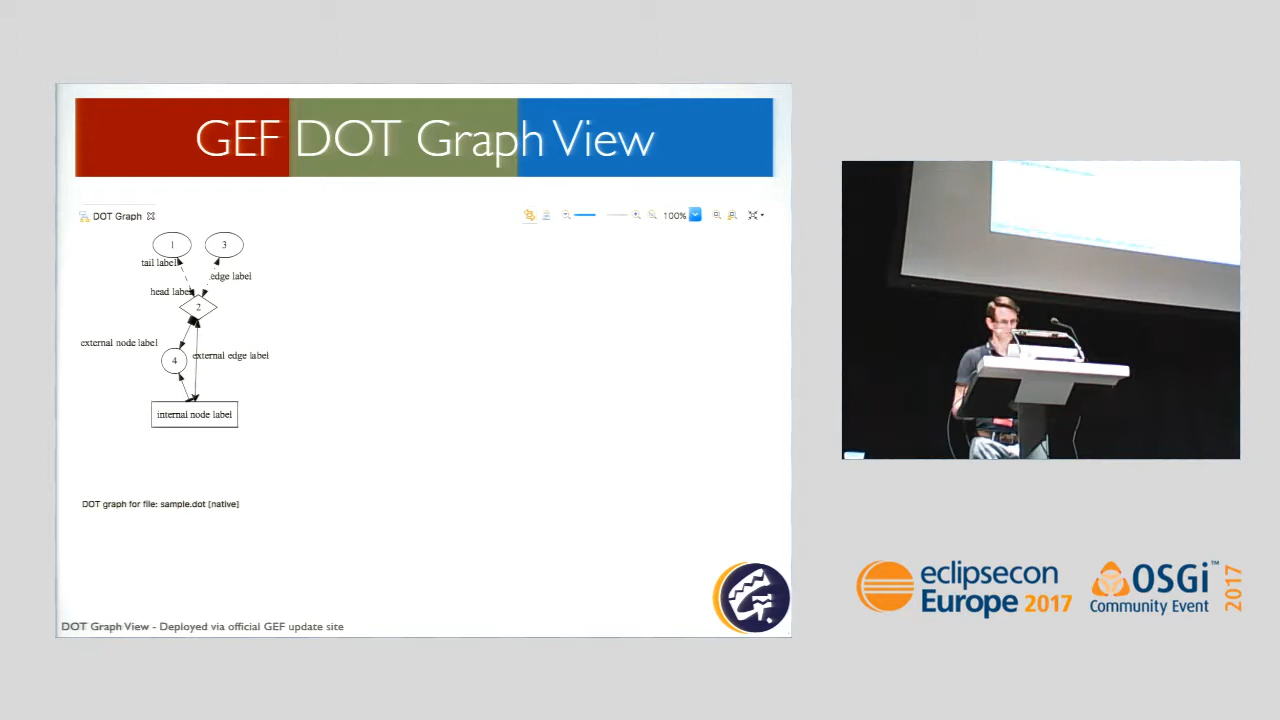 GEF DOT Graph View
DOT Graph
100%
1
3
tail label
edge label
head label
2
external node label
4
external edge label
internal node label
DOT graph for file: sample.dot [native]
DOT Graph View - Deployed via official GEF update site
eclipsecon
Europe 2017
OSGi™
Community Event
2017